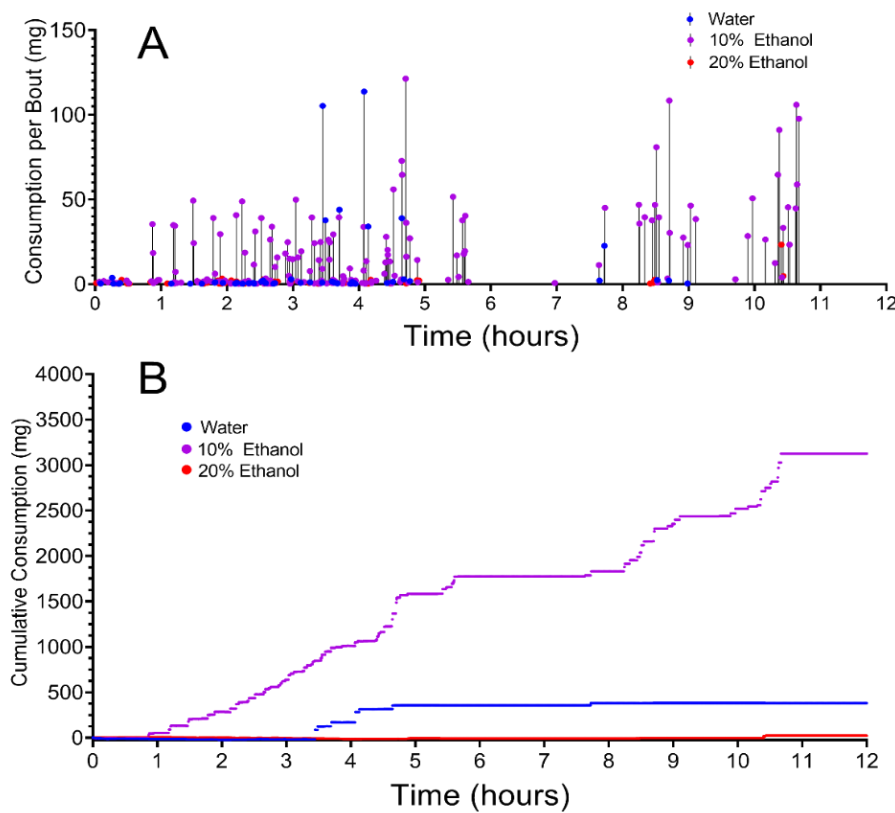 A
Water
10% Ethanol
20% Ethanol
Consumption per Bout (mg)
150
100
50
0
0 1 2 3 4 5 6 7 8 9 10 11 12
Time (hours)
B
Water
10% Ethanol
20% Ethanol
Cumulative Consumption (mg)
4000
3500
3000
2500
2000
1500
1000
500
0
0 1 2 3 4 5 6 7 8 9 10 11 12
Time (hours)